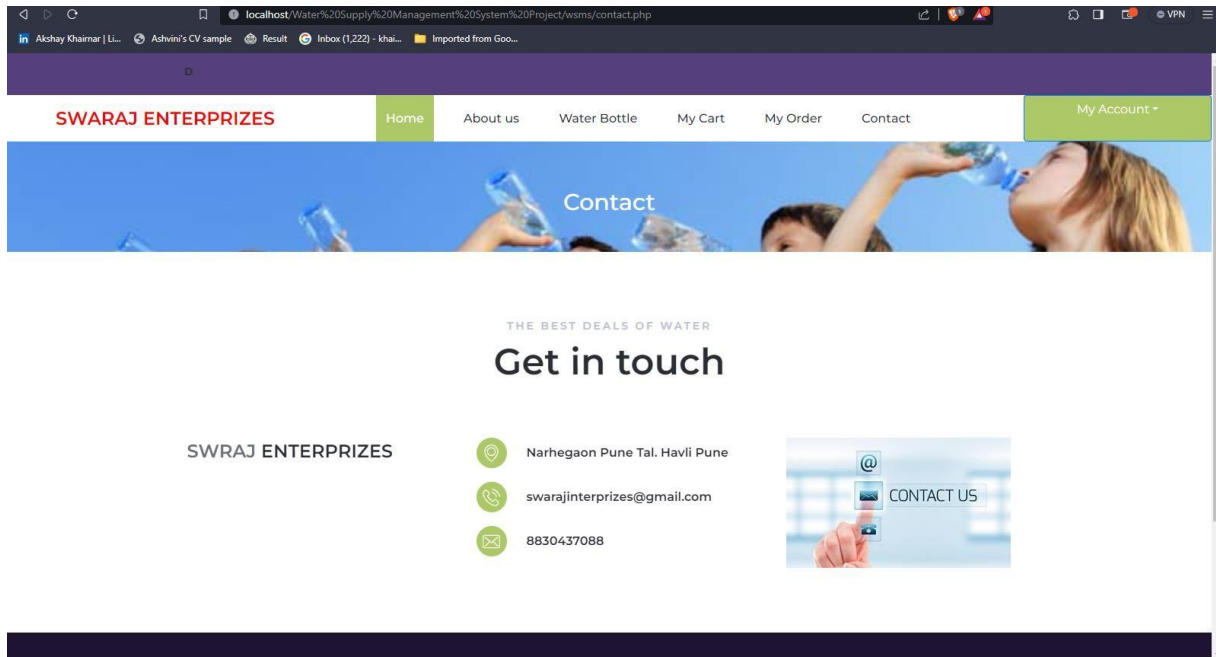 localhost/Water%20Supply%20Management%20System%20Project/wsms/contact.php
VPN
Akshay Khairnar | Li... Ashvini's CV sample Result Inbox (1,222) - khai... Imported from Goo...
D
SWARAJ ENTERPRIZES Home About us Water Bottle My Cart My Order Contact My Account
Contact
THE BEST DEALS OF WATER
Get in touch
SWRAJ ENTERPRIZES
Narhegaon Pune Tal. Havli Pune
swarajinterprizes@gmail.com
8830437088
@
CONTACT US